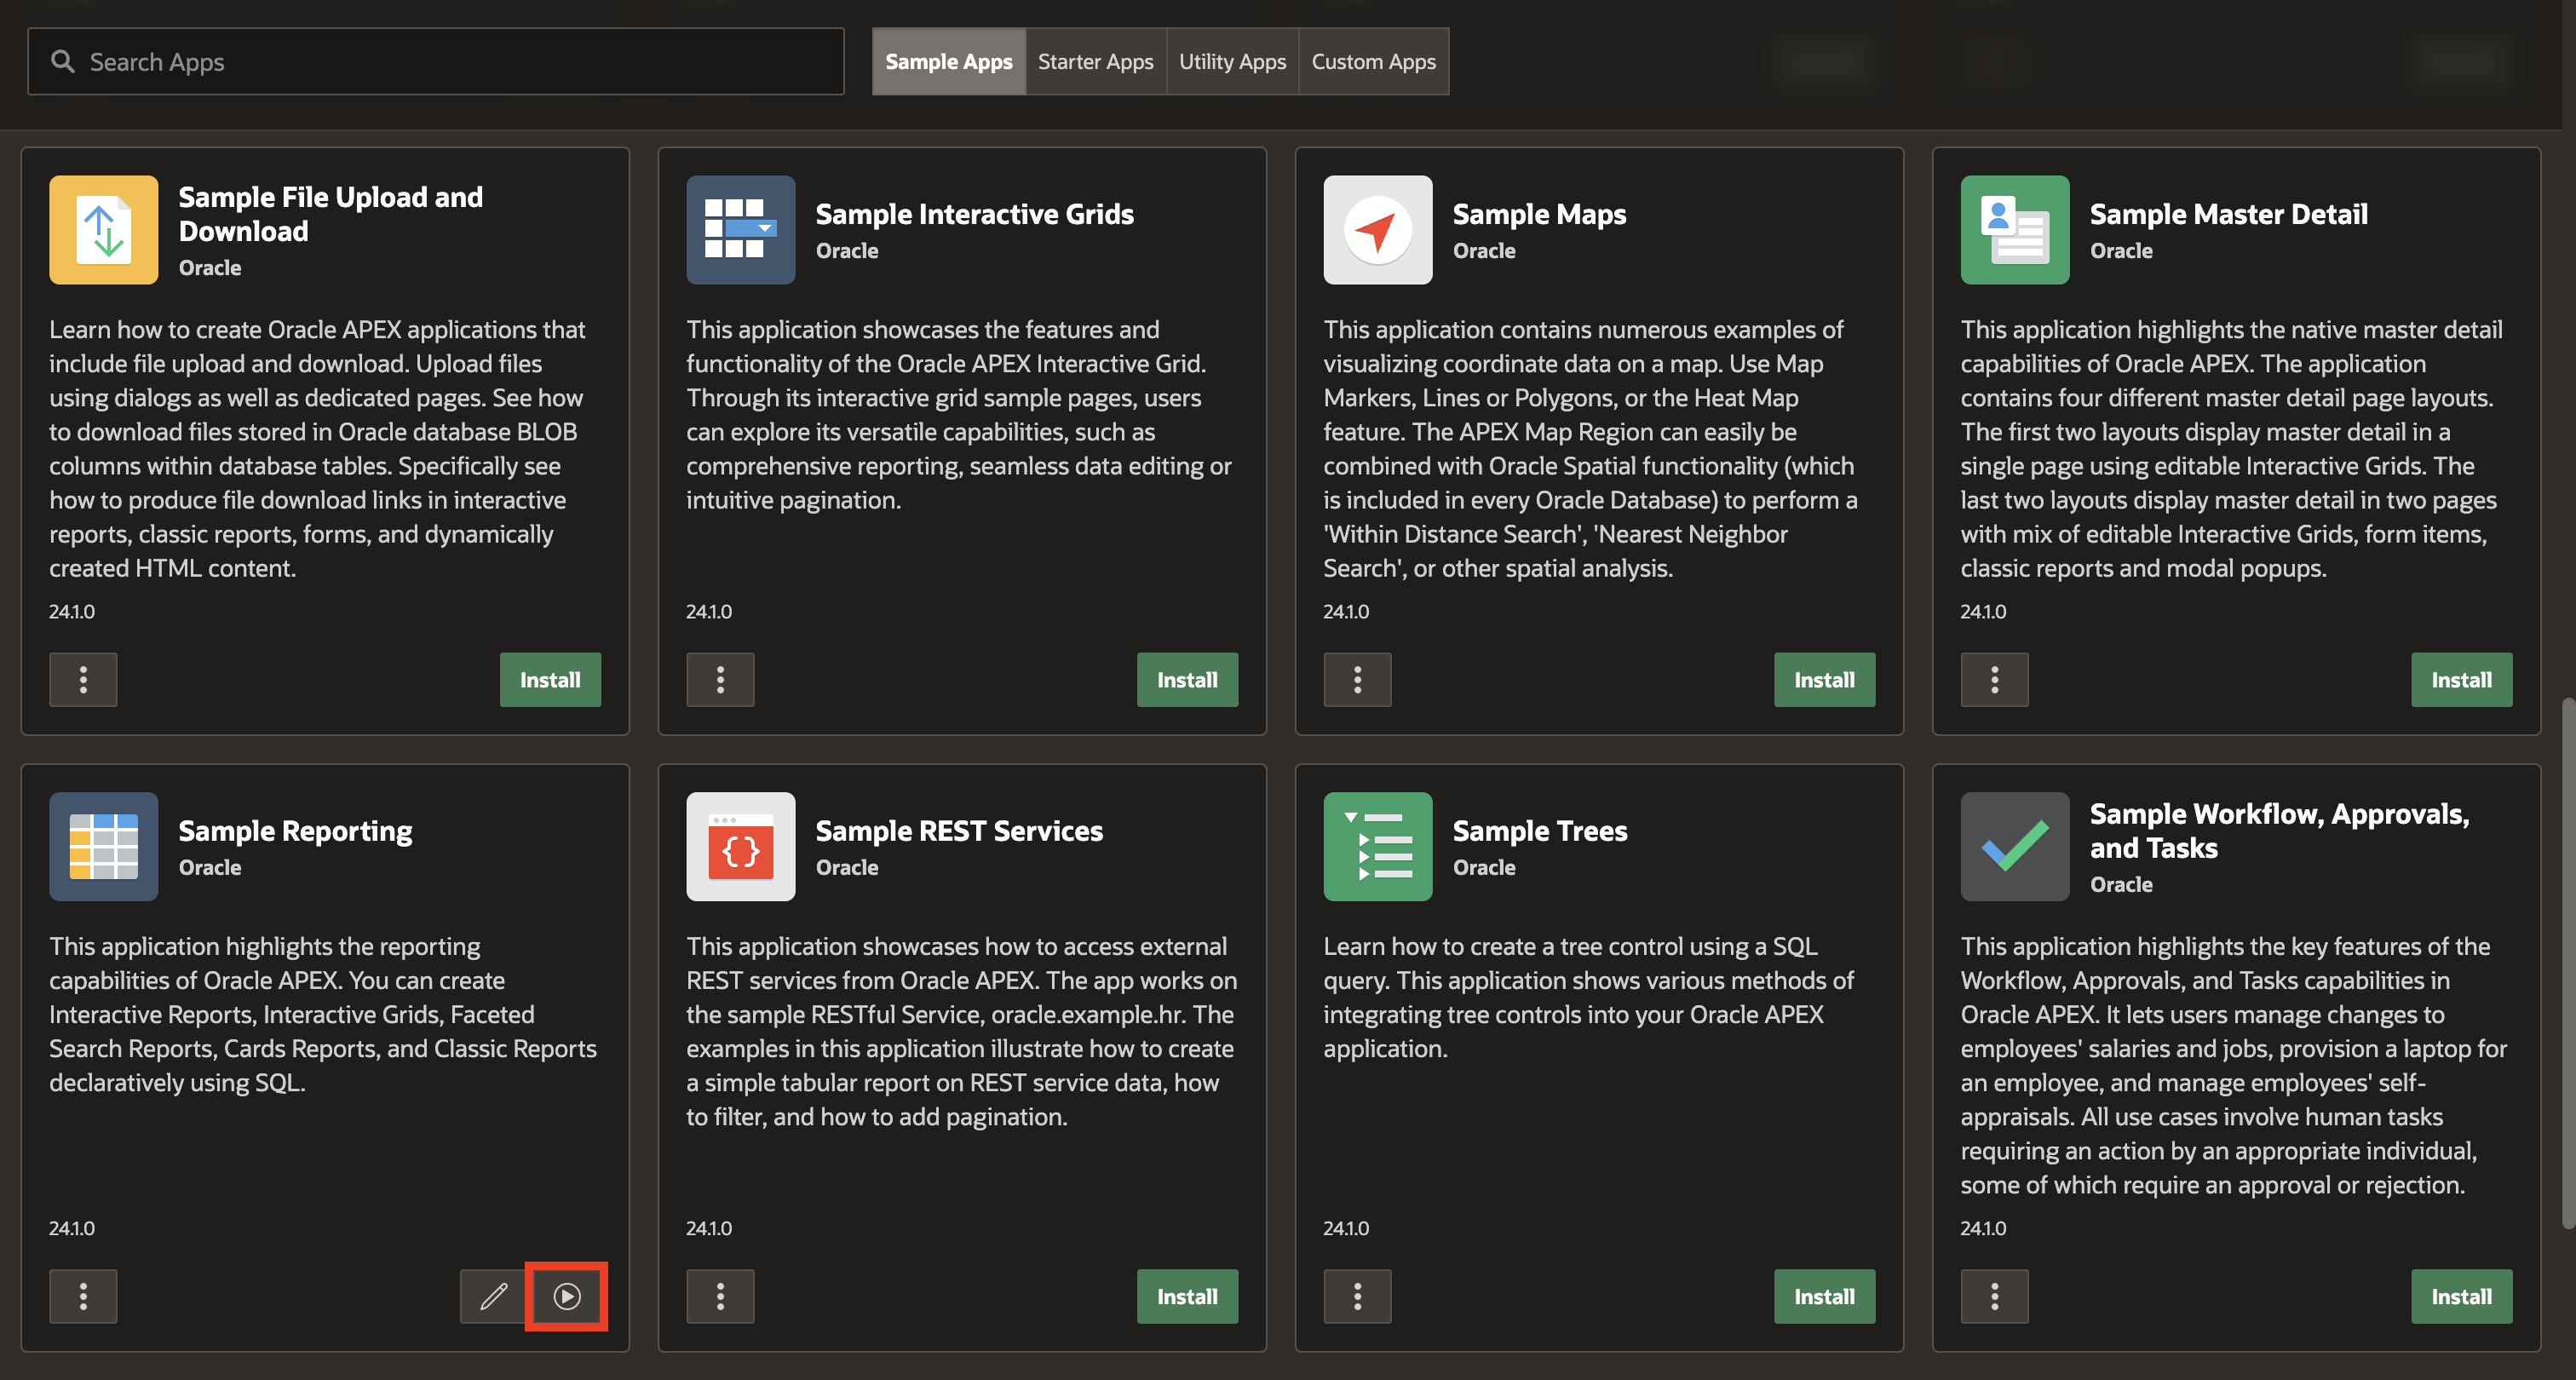 Search Apps
Sample Apps
Starter Apps
Utility Apps
Custom Apps
Sample File Upload and
Download
Oracle
Learn how to create Oracle APEX applications that
include file upload and download. Upload files
using dialogs as well as dedicated pages. See how
to download files stored in Oracle database BLOB
columns within database tables. Specifically see
how to produce file download links in interactive
reports, classic reports, forms, and dynamically
created HTML content.
24.1.0
Install
Sample Interactive Grids
Oracle
This application showcases the features and
functionality of the Oracle APEX Interactive Grid.
Through its interactive grid sample pages, users
can explore its versatile capabilities, such as
comprehensive reporting, seamless data editing or
intuitive pagination.
24.1.0
Install
Sample Maps
Oracle
This application contains numerous examples of
visualizing coordinate data on a map. Use Map
Markers, Lines or Polygons, or the Heat Map
feature. The APEX Map Region can easily be
combined with Oracle Spatial functionality (which
is included in every Oracle Database) to perform a
'Within Distance Search', 'Nearest Neighbor
Search', or other spatial analysis.
24.1.0
Install
Sample Master Detail
Oracle
This application highlights the native master detail
capabilities of Oracle APEX. The application
contains four different master detail page layouts.
The first two layouts display master detail in a
single page using editable Interactive Grids. The
last two layouts display master detail in two pages
with mix of editable Interactive Grids, form items,
classic reports and modal popups.
24.1.0
Install
Sample Reporting
Oracle
This application highlights the reporting
capabilities of Oracle APEX. You can create
Interactive Reports, Interactive Grids, Faceted
Search Reports, Cards Reports, and Classic Reports
declaratively using SQL.
24.1.0
Sample REST Services
Oracle
This application showcases how to access external
REST services from Oracle APEX. The app works on
the sample RESTful Service, oracle.example.hr. The
examples in this application illustrate how to create
a simple tabular report on REST service data, how
to filter, and how to add pagination.
24.1.0
Install
Sample Trees
Oracle
Learn how to create a tree control using a SQL
query. This application shows various methods of
integrating tree controls into your Oracle APEX
application.
24.1.0
Install
Sample Workflow, Approvals,
and Tasks
Oracle
This application highlights the key features of the
Workflow, Approvals, and Tasks capabilities in
Oracle APEX. It lets users manage changes to
employees' salaries and jobs, provision a laptop for
an employee, and manage employees' self-
appraisals. All use cases involve human tasks
requiring an action by an appropriate individual,
some of which require an approval or rejection.
24.1.0
Install